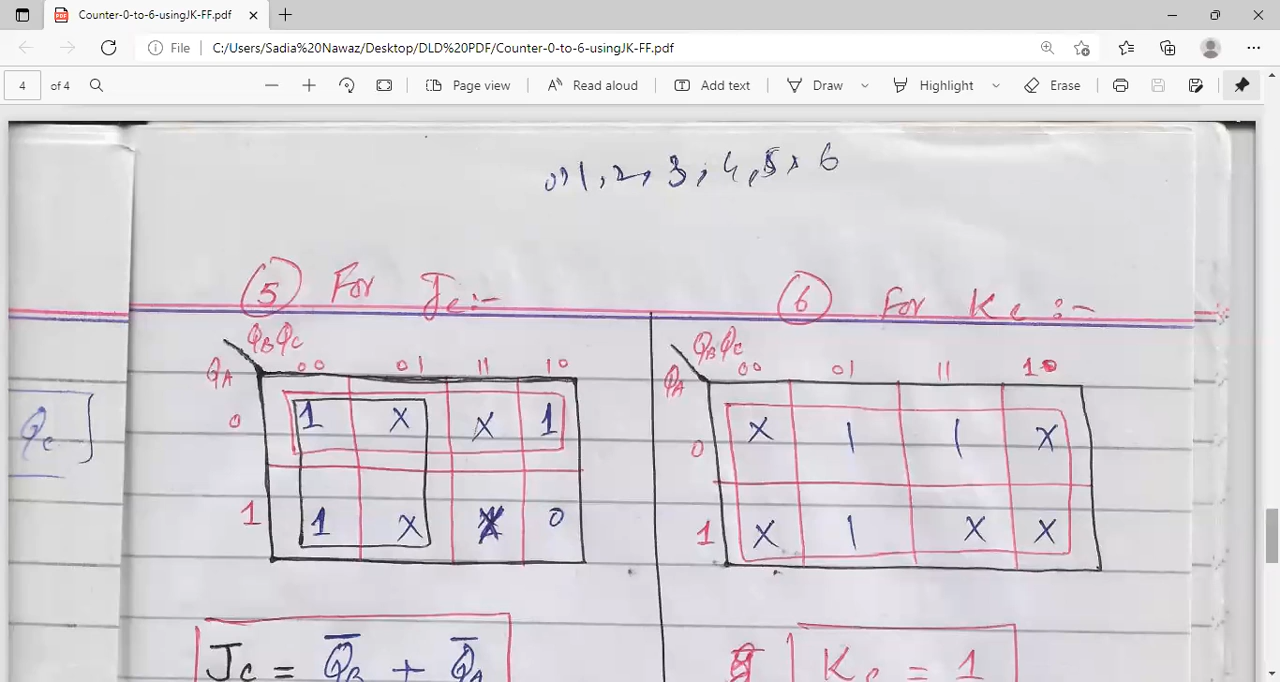 Counter-0-to-6-usingJK-FF.pdf
File C:/Users/Sadia%20Nawaz/Desktop/DLD%20PDF/Counter-0-to-6-usingJK-FF.pdf
4 of 4 Page view Read aloud Add text Draw Highlight Erase
0, 1, 2, 3, 4, 5, 6
5 For Jc:-
QBQC
QA 00 01 11 10
0 1 X X 1
1 1 X X 0
Jc = Q̅B + Q̅A
6 For Kc:-
QBQC
QA 00 01 11 10
0 X 1 1 X
1 X 1 X X
Kc = 1
Qc